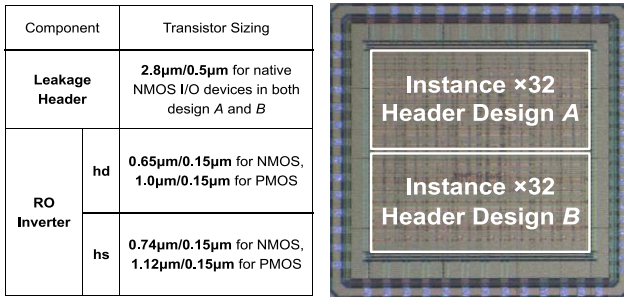 Component
Transistor Sizing
Leakage
Header
2.8μm/0.5μm for native
NMOS I/O devices in both
design A and B
RO
Inverter
hd
0.65μm/0.15μm for NMOS,
1.0μm/0.15μm for PMOS
hs
0.74μm/0.15μm for NMOS,
1.12μm/0.15μm for PMOS
Instance ×32
Header Design A
Instance ×32
Header Design B